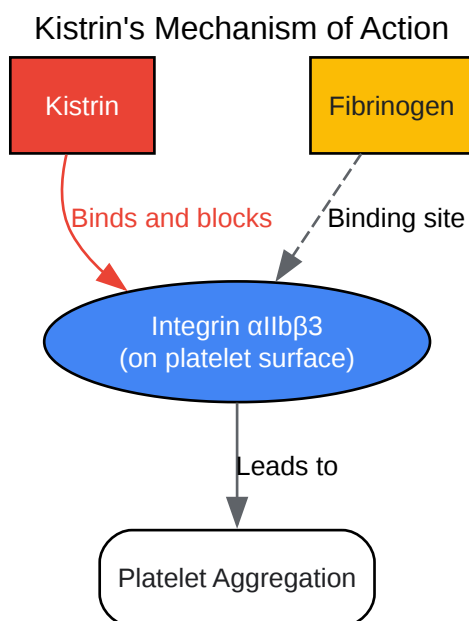 Kistrin's Mechanism of Action
Kistrin
Fibrinogen
Binds and blocks
Binding site
Integrin αIIbβ3
(on platelet surface)
Leads to
Platelet Aggregation